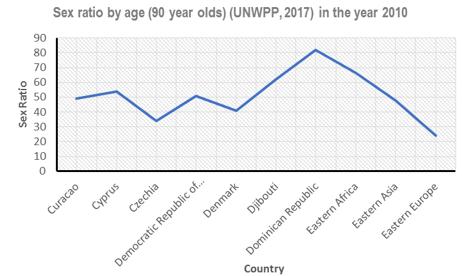 Sex ratio by age (90 year olds) (UNWPP, 2017) in the year 2010
90
80
70
60
50
40
30
20
10
0
Sex Ratio
Curacao
Cyprus
Czechia
Democratic Republic of...
Denmark
Djibouti
Dominican Republic
Eastern Africa
Eastern Asia
Eastern Europe
Country